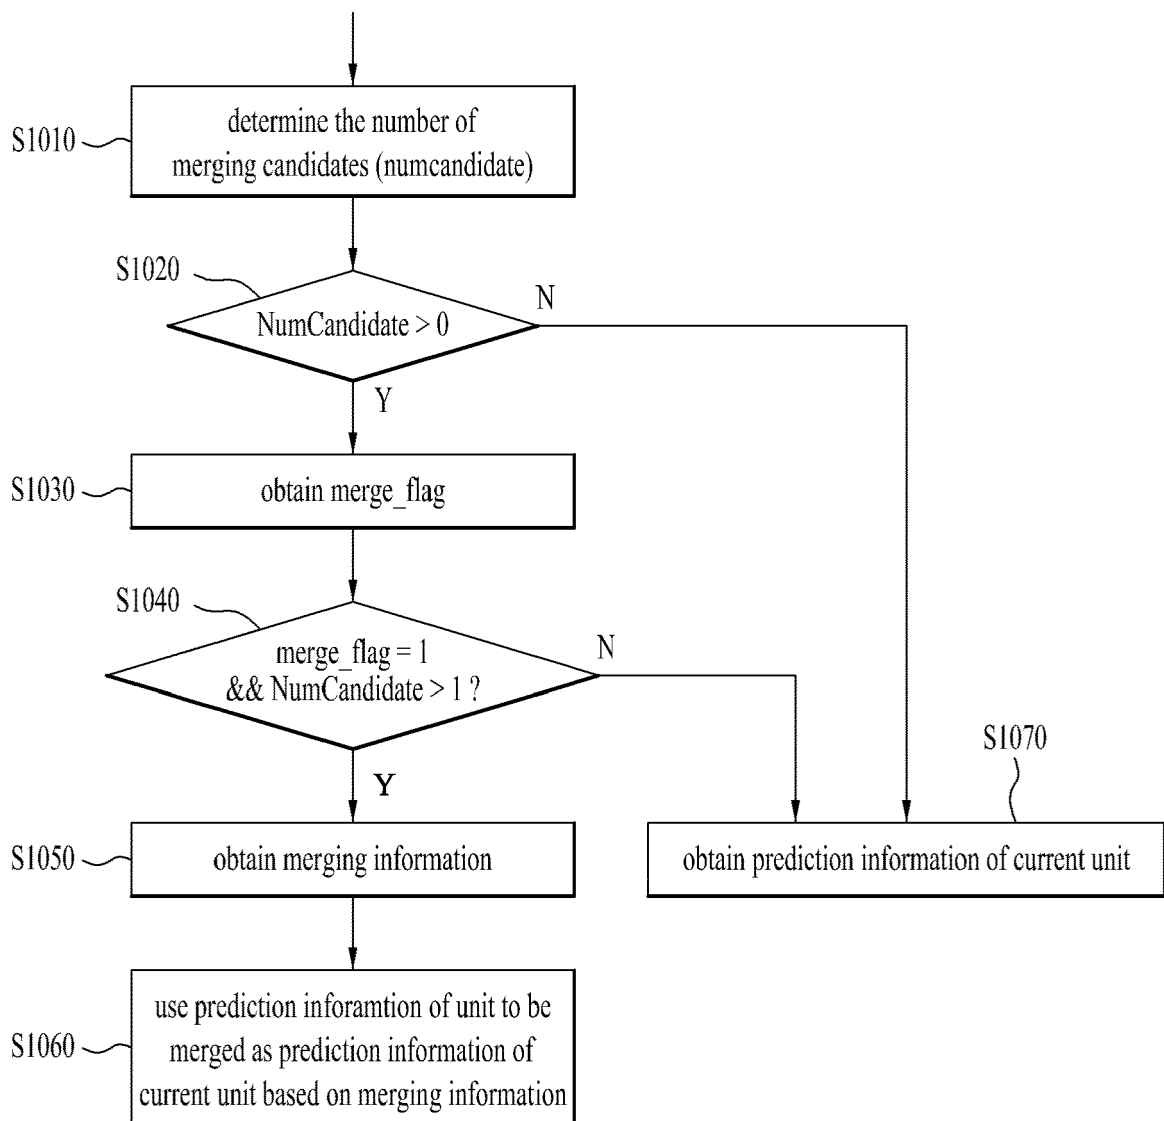 S1010
determine the number of
merging candidates (numcandidate)
S1020
NumCandidate > 0
N
Y
S1030
obtain merge_flag
S1040
merge_flag = 1
&& NumCandidate > 1 ?
N
Y
S1070
S1050
obtain merging information
obtain prediction information of current unit
S1060
use prediction inforamtion of unit to be
merged as prediction information of
current unit based on merging information